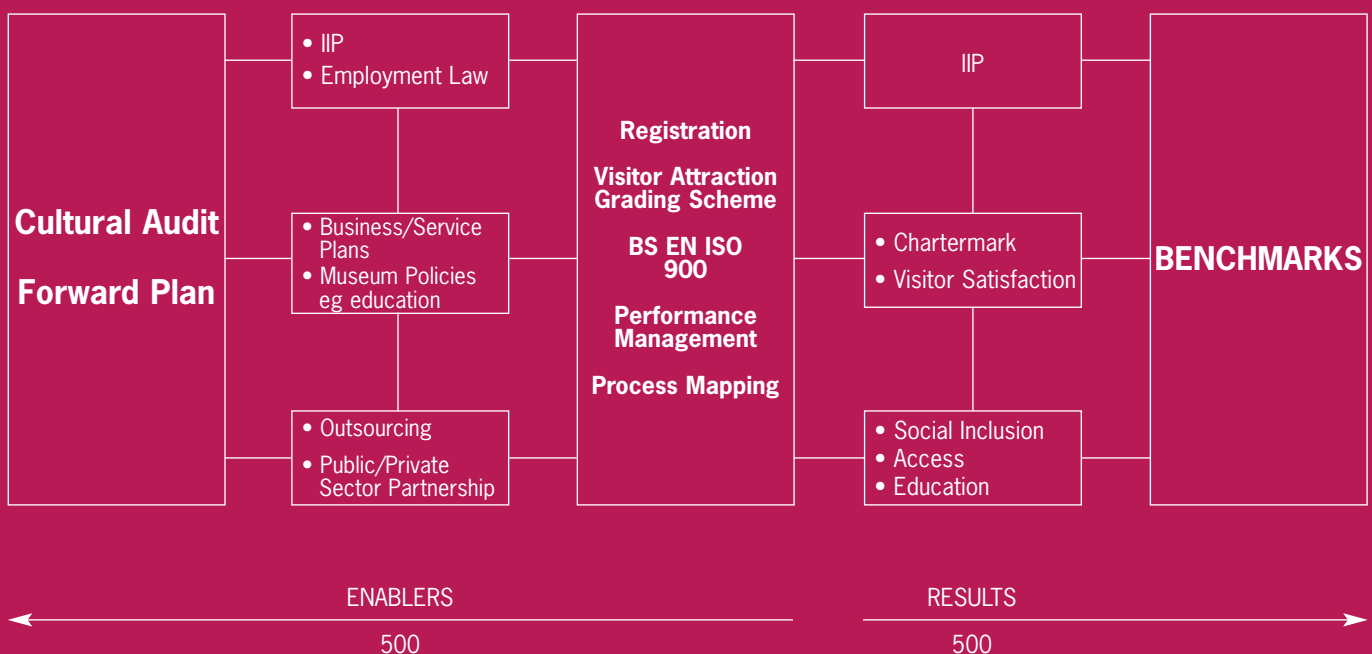 Cultural Audit
Forward Plan
• IIP
• Employment Law
• Business/Service
Plans
• Museum Policies
eg education
• Outsourcing
• Public/Private
Sector Partnership
Registration
Visitor Attraction
Grading Scheme
BS EN ISO
900
Performance
Management
Process Mapping
IIP
• Chartermark
• Visitor Satisfaction
• Social Inclusion
• Access
• Education
BENCHMARKS
ENABLERS
500
RESULTS
500